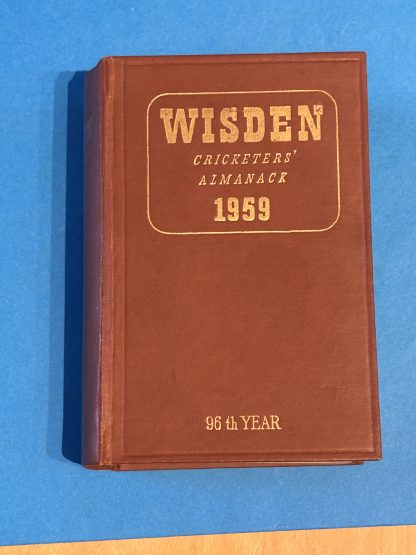 WISDEN
CRICKETERS'
ALMANACK
1959
96 th YEAR